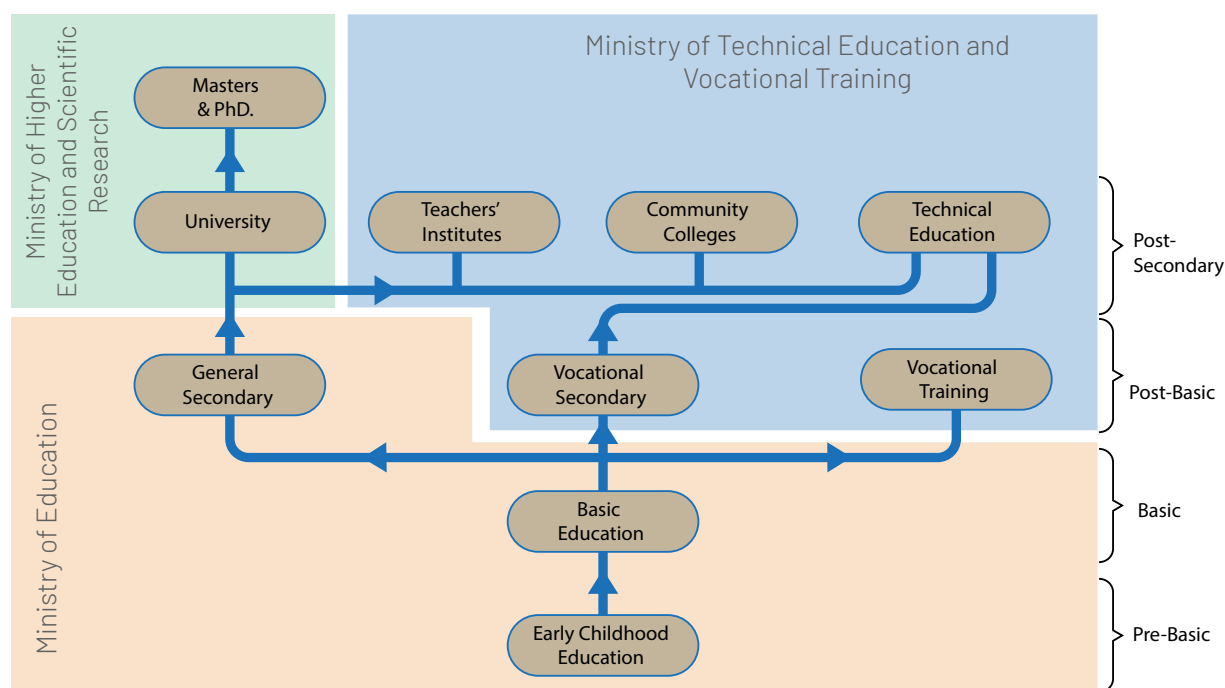 Ministry of Higher
Education and Scientific
Research
Ministry of Technical Education and
Vocational Training
Masters
& PhD.
University
Teachers’
Institutes
Community
Colleges
Technical
Education
Post-
Secondary
General
Secondary
Vocational
Secondary
Vocational
Training
Post-Basic
Ministry of Education
Basic
Education
Basic
Early Childhood
Education
Pre-Basic